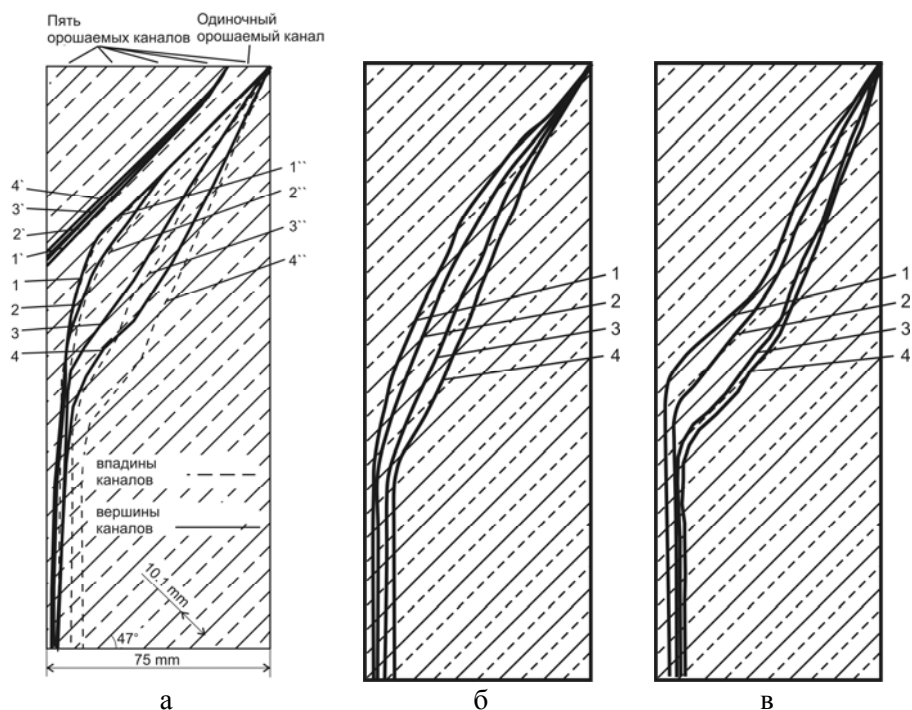 Пять
орошаемых каналов
Одиночный
орошаемый канал
4`
3`
2`
1`
1
2
3
4
1``
2``
3``
4``
впадины
каналов
вершины
каналов
10.1 mm
47°
75 mm
а
1
2
3
4
б
1
2
3
4
в